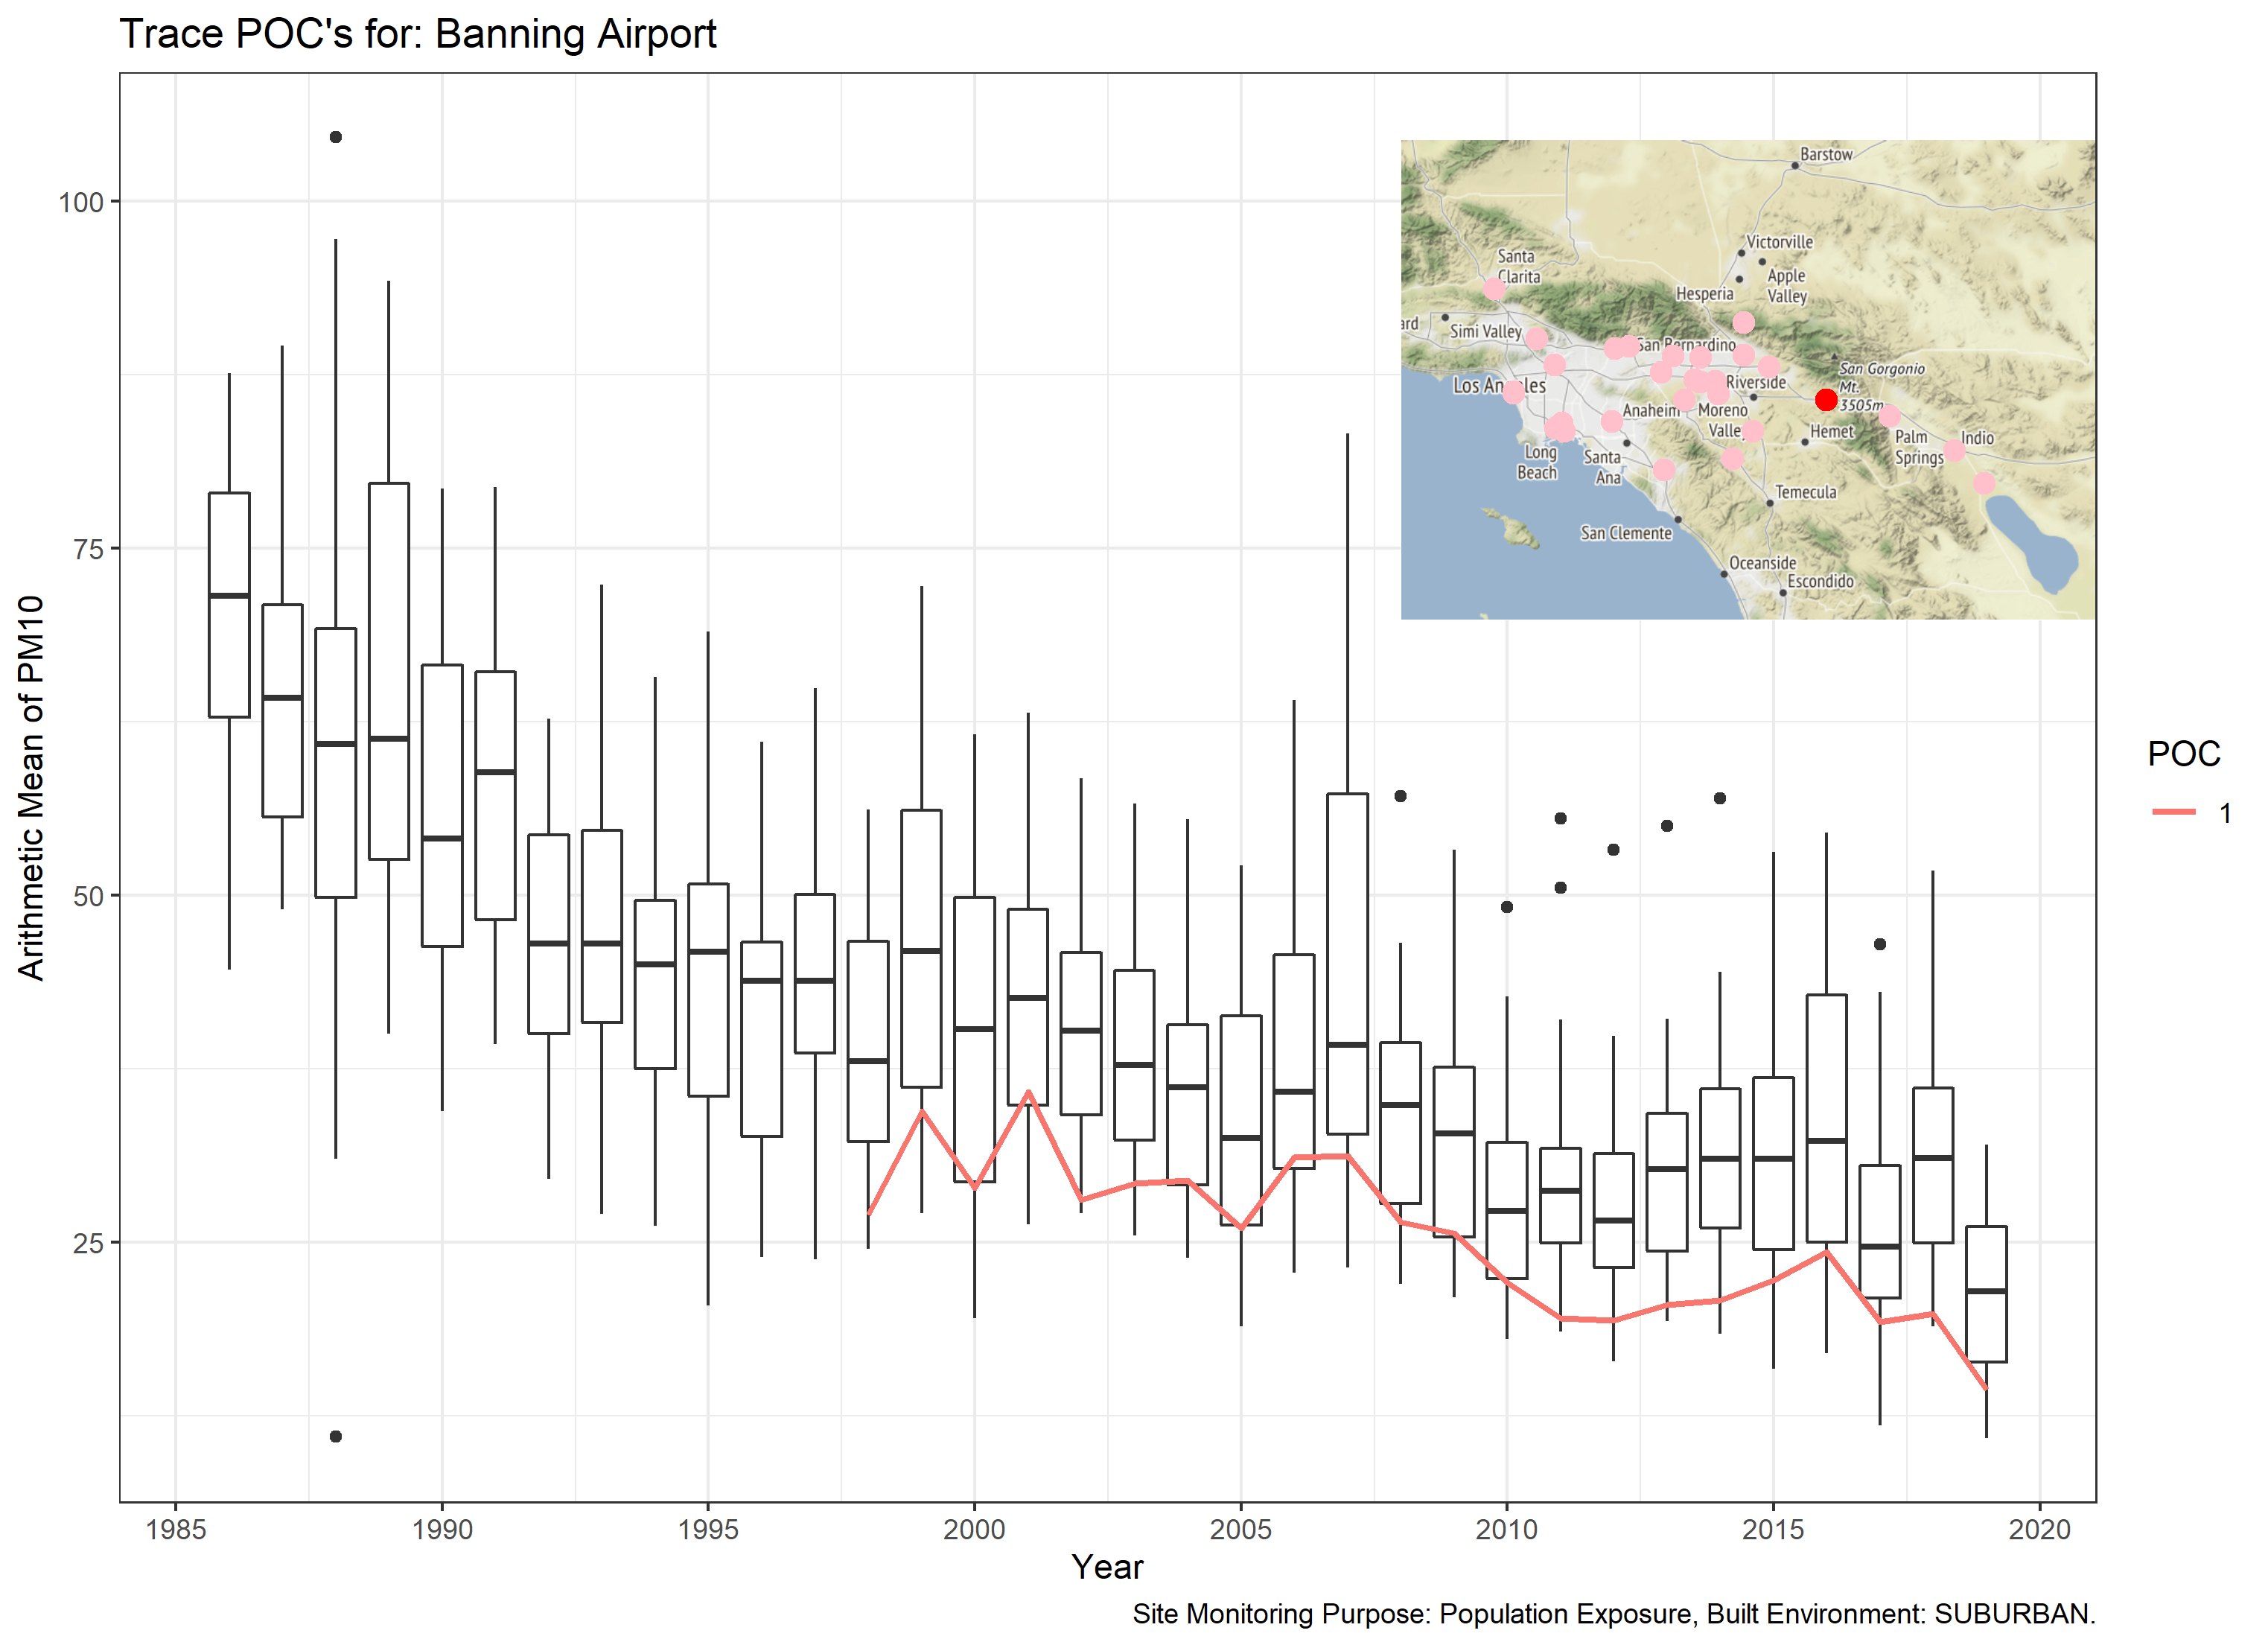 Trace POC's for: Banning Airport
Arithmetic Mean of PM10
100
75
50
25
Barstow
Victorville
Apple
Valley
Hesperia
Santa
Clarita
ard
Simi Valley
San Bernardino
San Gorgonio
Mt.
3505m
Los Angeles
Riverside
Anaheim
Moreno
Valley
Hemet
Palm
Springs
Indio
Long
Beach
Santa
Ana
Temecula
San Clemente
Oceanside
Escondido
POC
1
1985
1990
1995
2000
2005
2010
2015
2020
Year
Site Monitoring Purpose: Population Exposure, Built Environment: SUBURBAN.